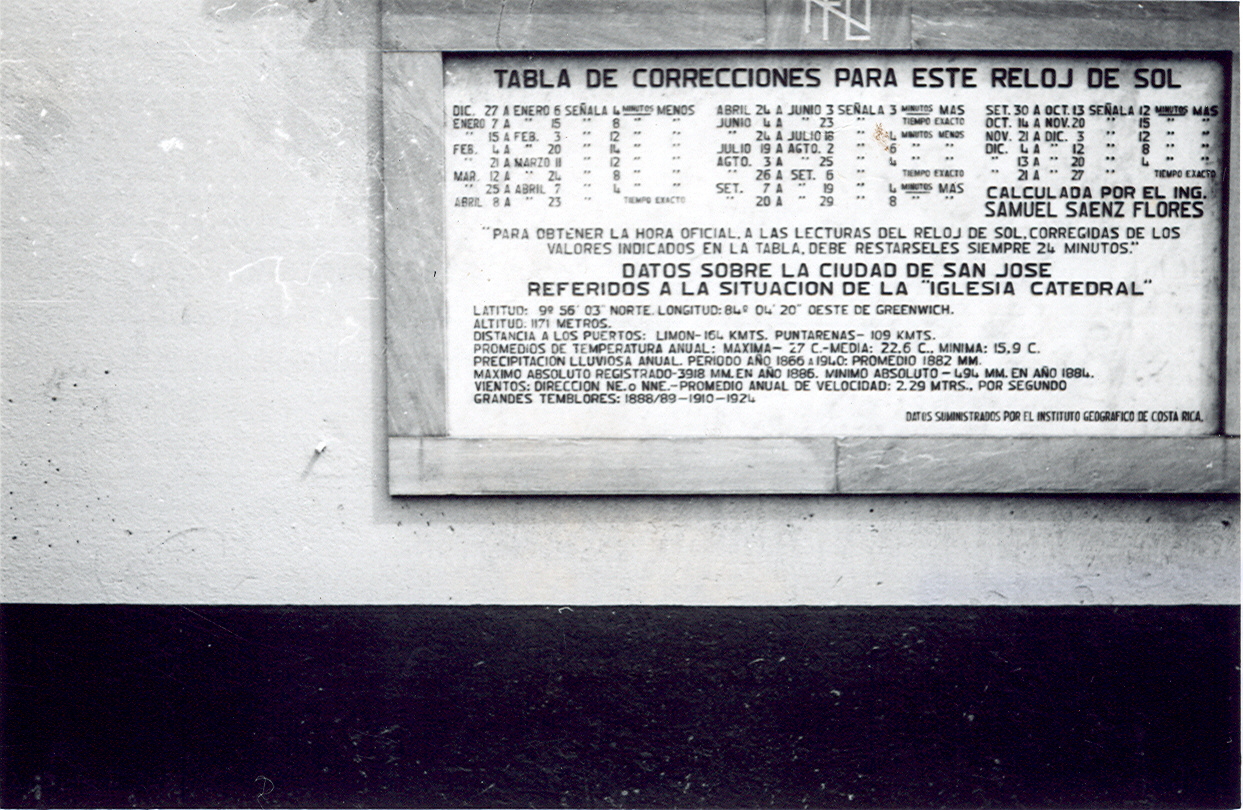 TABLA DE CORRECCIONES PARA ESTE RELOJ DE SOL
DIC. 27 A ENERO 6 SEÑALA 4 MINUTOS MENOS
ENERO 7 A " 15 " 8 " "
" 15 A FEB. 3 " 12 " "
FEB. 4 A " 20 " 14 " "
" 21 A MARZO 11 " 12 " "
MAR. 12 A " 24 " 8 " "
" 25 A ABRIL 7 " 4 " "
ABRIL 8 A " 23 " TIEMPO EXACTO
ABRIL 24 A JUNIO 3 SEÑALA 3 MINUTOS MAS
JUNIO 4 A " 23 " TIEMPO EXACTO
" 24 A JULIO 18 " 4 MINUTOS MENOS
JULIO 19 A AGTO. 2 " 6 " "
AGTO. 3 A " 25 " 4 " "
" 26 A SET. 6 " TIEMPO EXACTO
SET. 7 A " 19 " 4 MINUTOS MAS
" 20 A " 29 " 8 " "
SET. 30 A OCT. 13 SEÑALA 12 MINUTOS MAS
OCT. 14 A NOV. 20 " 15 " "
NOV. 21 A DIC. 3 " 12 " "
DIC. 4 A " 12 " 8 " "
" 13 A " 20 " 4 " "
" 21 A " 27 TIEMPO EXACTO
CALCULADA POR EL ING.
SAMUEL SAENZ FLORES
"PARA OBTENER LA HORA OFICIAL, A LAS LECTURAS DEL RELOJ DE SOL, CORREGIDAS DE LOS
VALORES INDICADOS EN LA TABLA, DEBE RESTARSELES SIEMPRE 24 MINUTOS."
DATOS SOBRE LA CIUDAD DE SAN JOSE
REFERIDOS A LA SITUACION DE LA "IGLESIA CATEDRAL"
LATITUD: 9º 56' 03" NORTE. LONGITUD: 84º 04' 20" OESTE DE GREENWICH.
ALTITUD: 1171 METROS.
DISTANCIA A LOS PUERTOS: LIMON-164 KMTS. PUNTARENAS- 109 KMTS.
PROMEDIOS DE TEMPERATURA ANUAL: MAXIMA- 27 C.-MEDIA: 22.6 C., MINIMA: 15,9 C.
PRECIPITACION LLUVIOSA ANUAL. PERIODO AÑO 1866 A 1940: PROMEDIO 1882 MM.
MAXIMO ABSOLUTO REGISTRADO-3918 MM. EN AÑO 1886. MINIMO ABSOLUTO - 494 MM. EN AÑO 1884.
VIENTOS: DIRECCION NE. o NNE.-PROMEDIO ANUAL DE VELOCIDAD: 2.29 MTRS., POR SEGUNDO
GRANDES TEMBLORES: 1888/89-1910-1924
DATOS SUMINISTRADOS POR EL INSTITUTO GEOGRAFICO DE COSTA RICA.